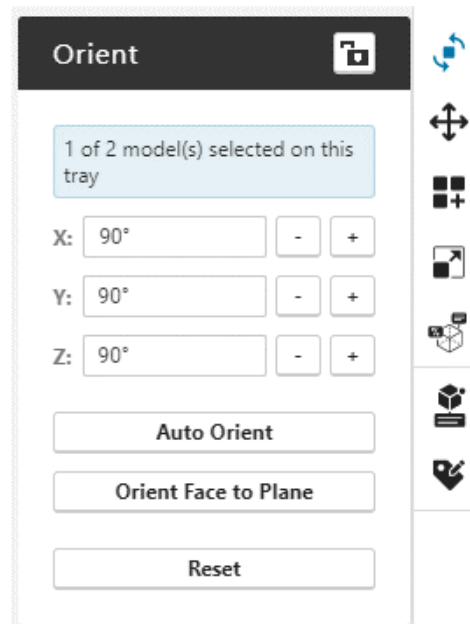 Orient
1 of 2 model(s) selected on this
tray
X: 90° - +
Y: 90° - +
Z: 90° - +
Auto Orient
Orient Face to Plane
Reset